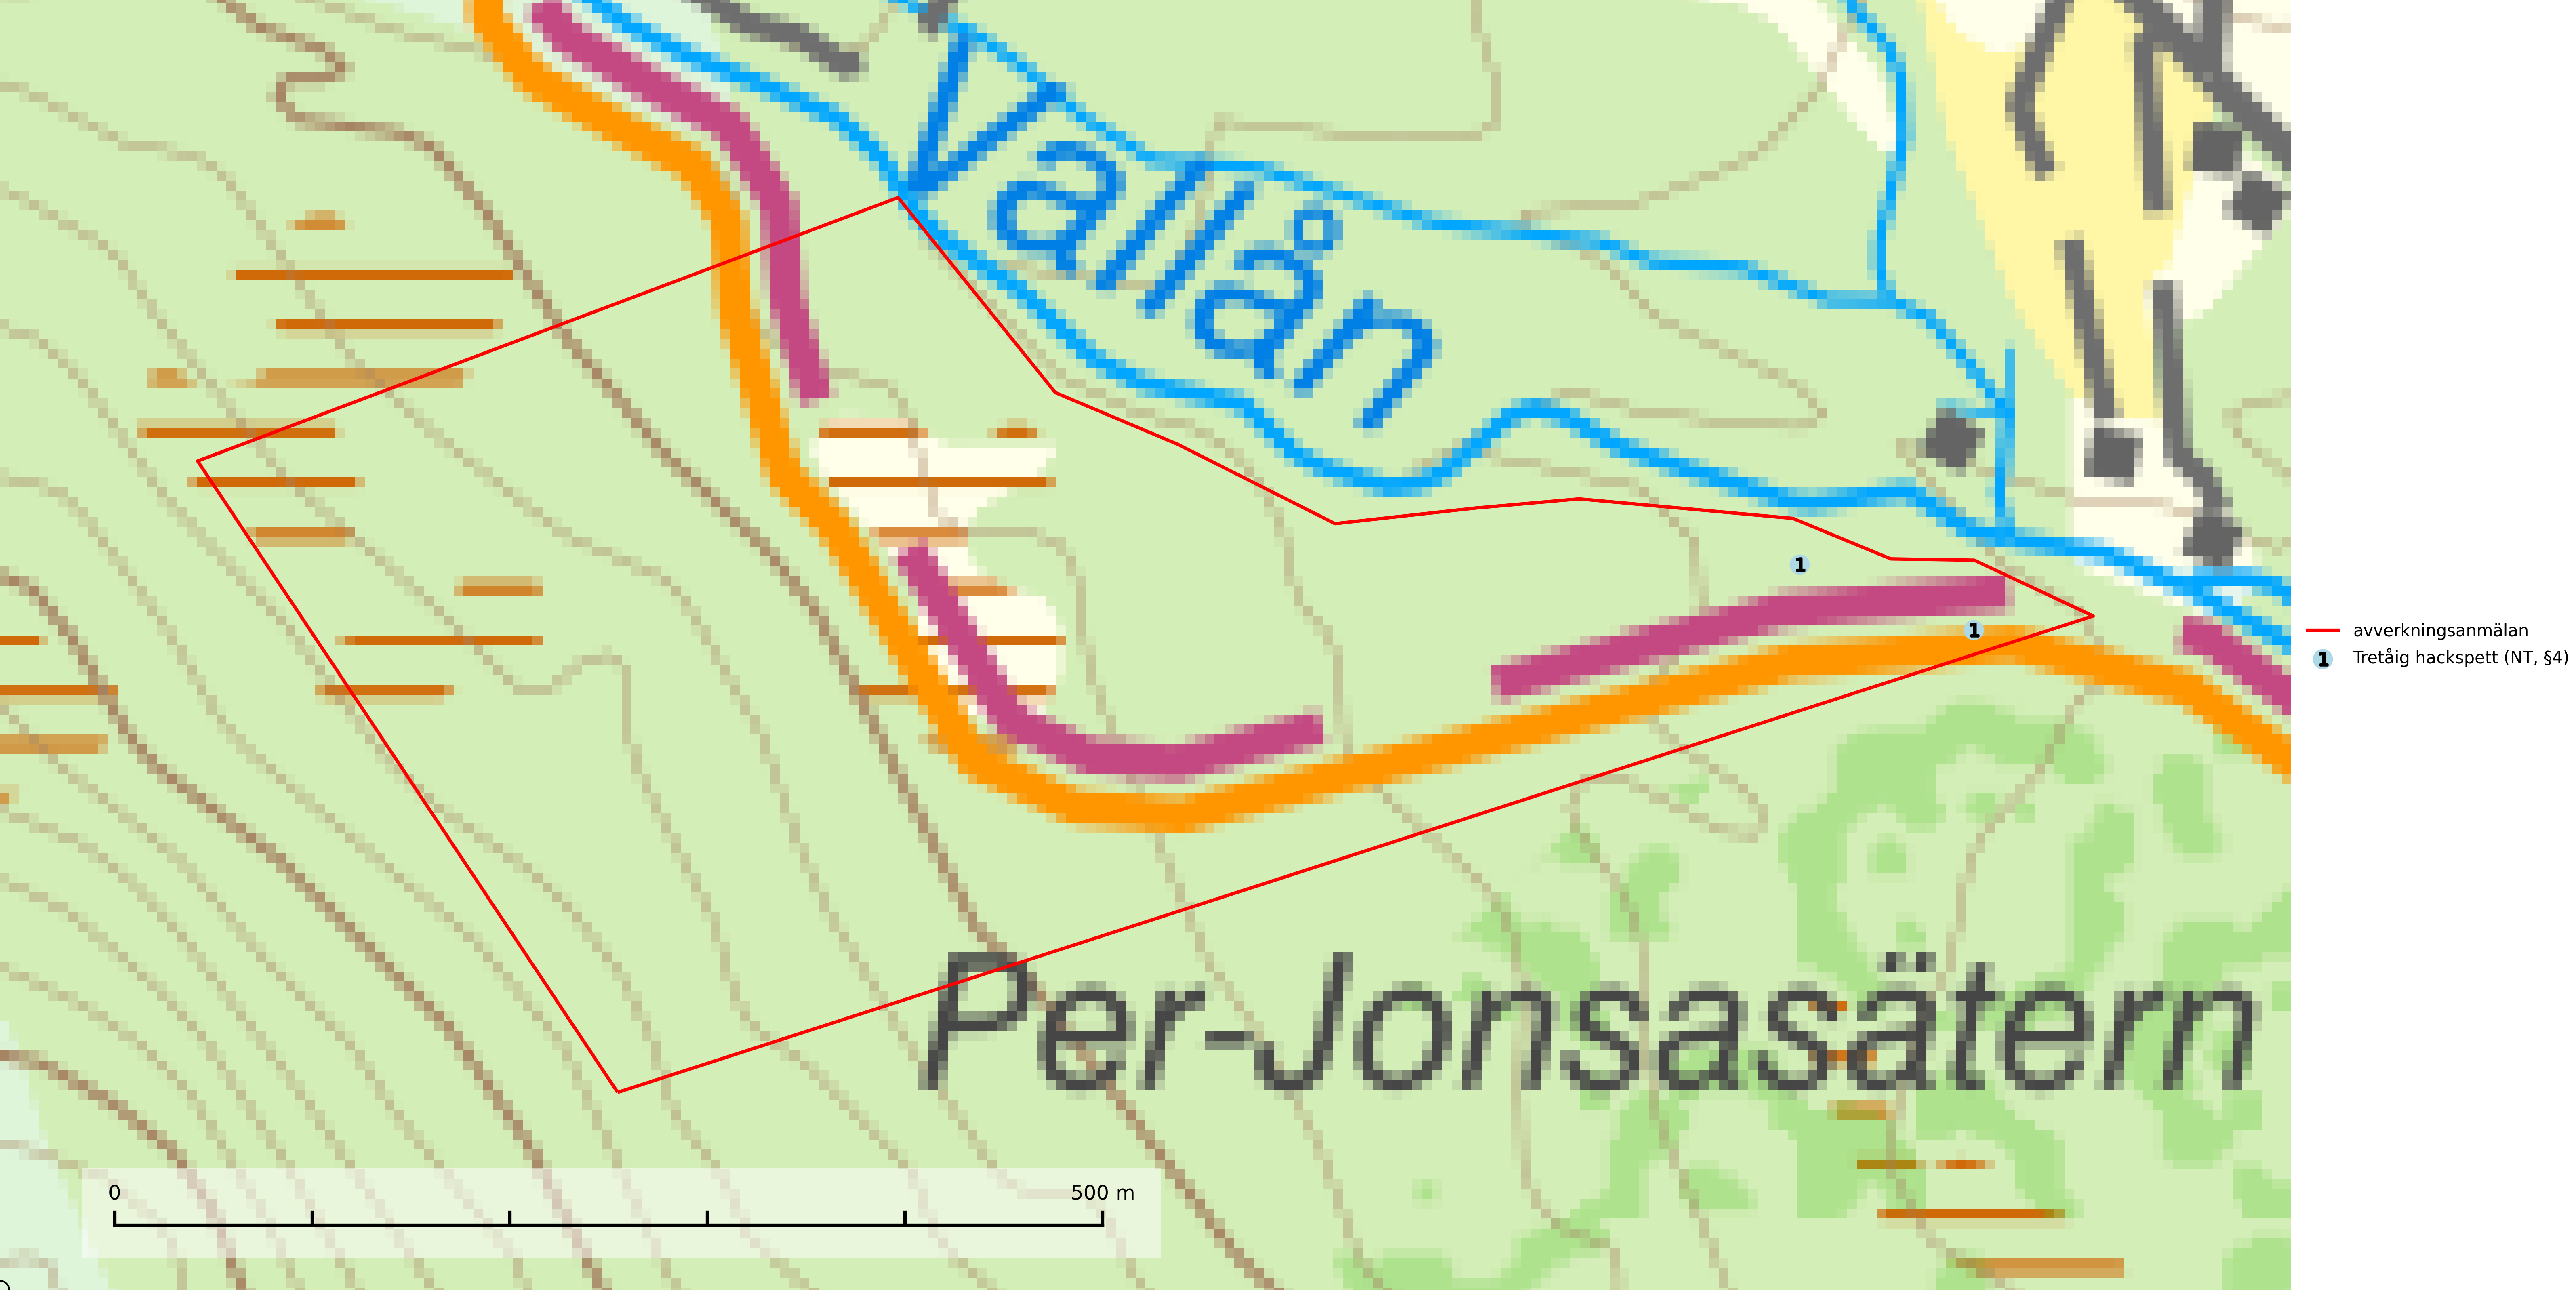 Vallån
1
1
avverkningsanmälan
1 Tretåig hackspett (NT, §4)
Per-Jonsasätern
0 500 m